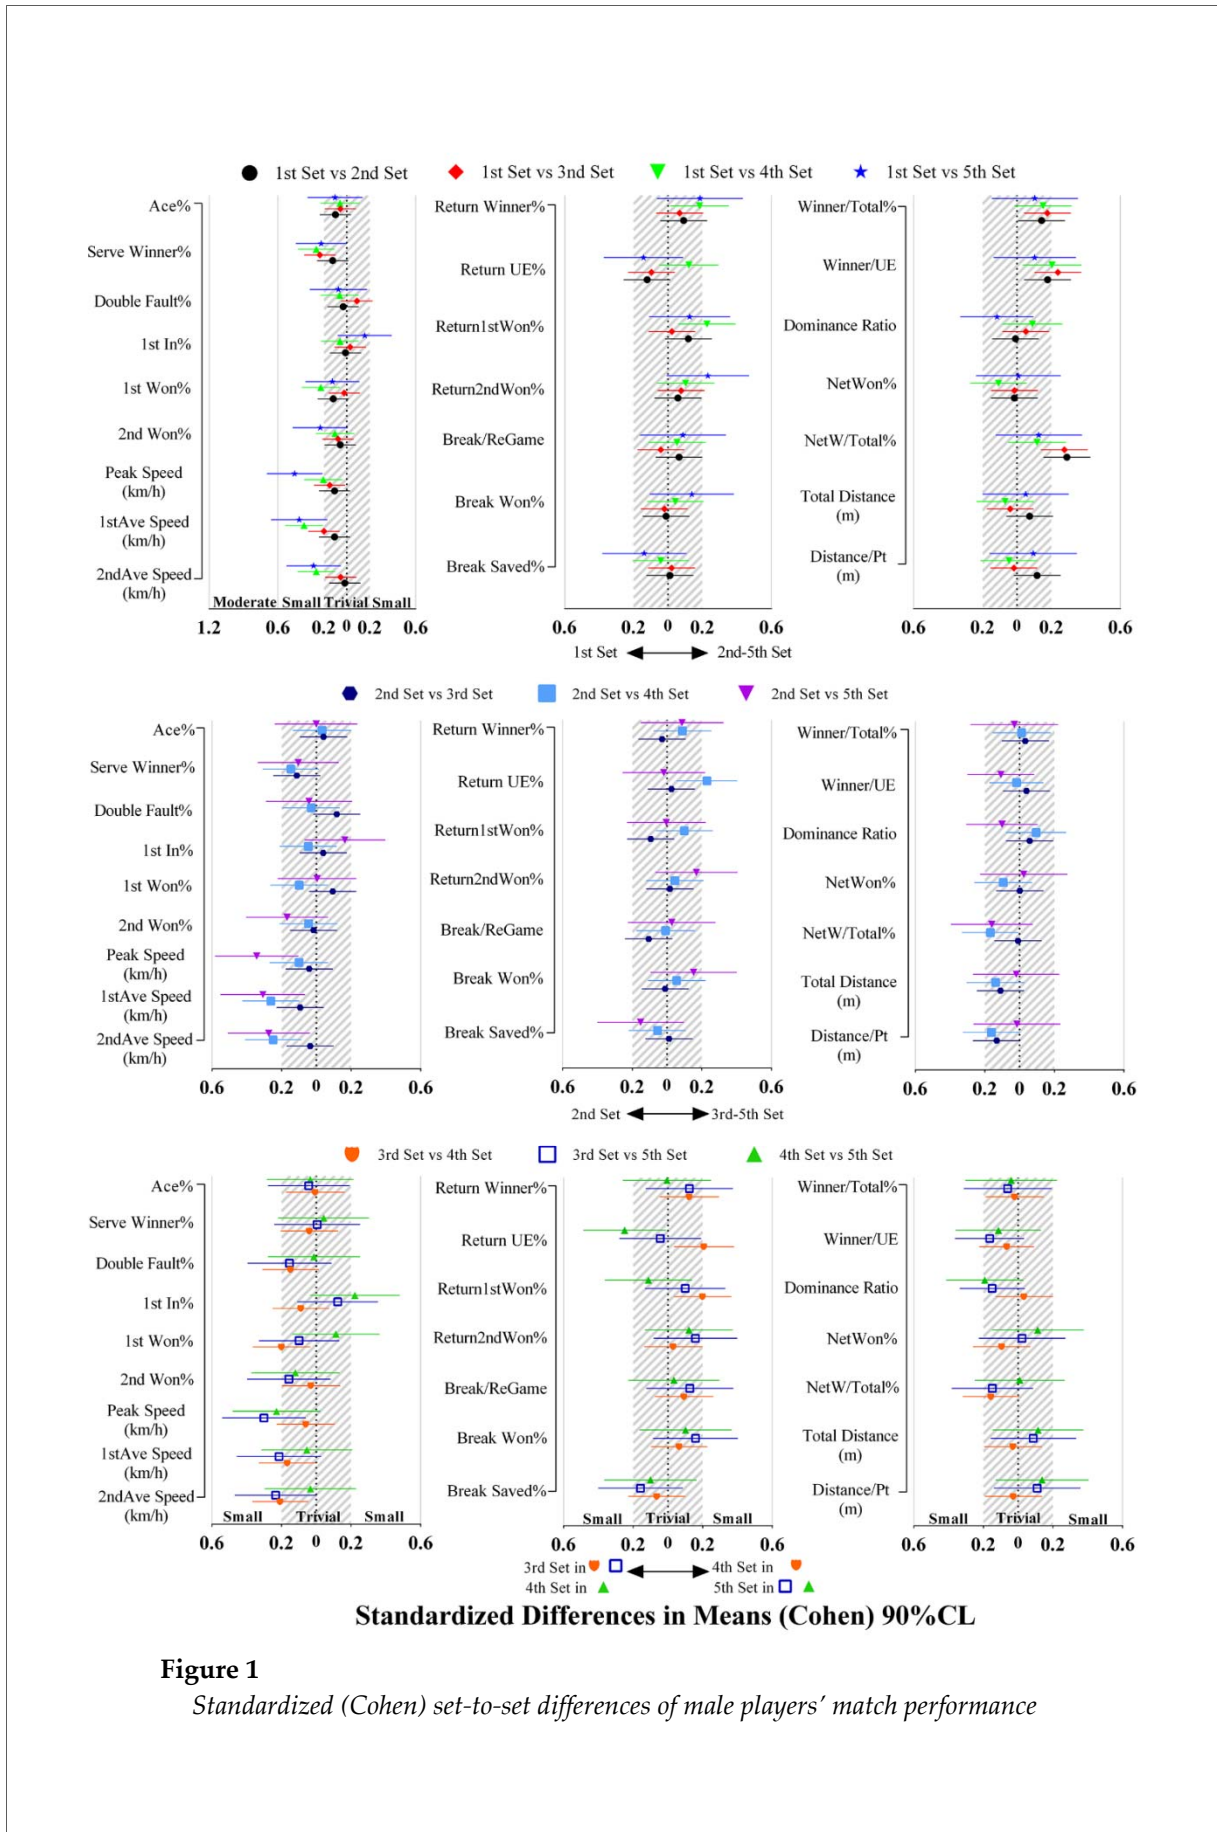 1st Set vs 2nd Set 1st Set vs 3rd Set 1st Set vs 4th Set 1st Set vs 5th Set
Ace%
Serve Winner%
Double Fault%
1st In%
1st Won%
2nd Won%
Peak Speed
(km/h)
1stAve Speed
(km/h)
2ndAve Speed
(km/h)
Moderate Small Trivial Small
1.2 0.6 0.2 0 0.2 0.6
Return Winner%
Return UE%
Return1stWon%
Return2ndWon%
Break/ReGame
Break Won%
Break Saved%
0.6 0.2 0 0.2 0.6
1st Set 2nd-5th Set
Winner/Total%
Winner/UE
Dominance Ratio
NetWon%
NetW/Total%
Total Distance
(m)
Distance/Pt
(m)
0.6 0.2 0 0.2 0.6
2nd Set vs 3rd Set 2nd Set vs 4th Set 2nd Set vs 5th Set
Ace%
Serve Winner%
Double Fault%
1st In%
1st Won%
2nd Won%
Peak Speed
(km/h)
1stAve Speed
(km/h)
2ndAve Speed
(km/h)
0.6 0.2 0 0.2 0.6
Return Winner%
Return UE%
Return1stWon%
Return2ndWon%
Break/ReGame
Break Won%
Break Saved%
0.6 0.2 0 0.2 0.6
2nd Set 3rd-5th Set
Winner/Total%
Winner/UE
Dominance Ratio
NetWon%
NetW/Total%
Total Distance
(m)
Distance/Pt
(m)
0.6 0.2 0 0.2 0.6
3rd Set vs 4th Set 3rd Set vs 5th Set 4th Set vs 5th Set
Ace%
Serve Winner%
Double Fault%
1st In%
1st Won%
2nd Won%
Peak Speed
(km/h)
1stAve Speed
(km/h)
2ndAve Speed
(km/h)
Small Trivial Small
0.6 0.2 0 0.2 0.6
Return Winner%
Return UE%
Return1stWon%
Return2ndWon%
Break/ReGame
Break Won%
Break Saved%
Small Trivial Small
0.6 0.2 0 0.2 0.6
3rd Set in 4th Set in
4th Set in 5th Set in
Winner/Total%
Winner/UE
Dominance Ratio
NetWon%
NetW/Total%
Total Distance
(m)
Distance/Pt
(m)
Small Trivial Small
0.6 0.2 0 0.2 0.6
Standardized Differences in Means (Cohen) 90%CL
Figure 1
Standardized (Cohen) set-to-set differences of male players' match performance